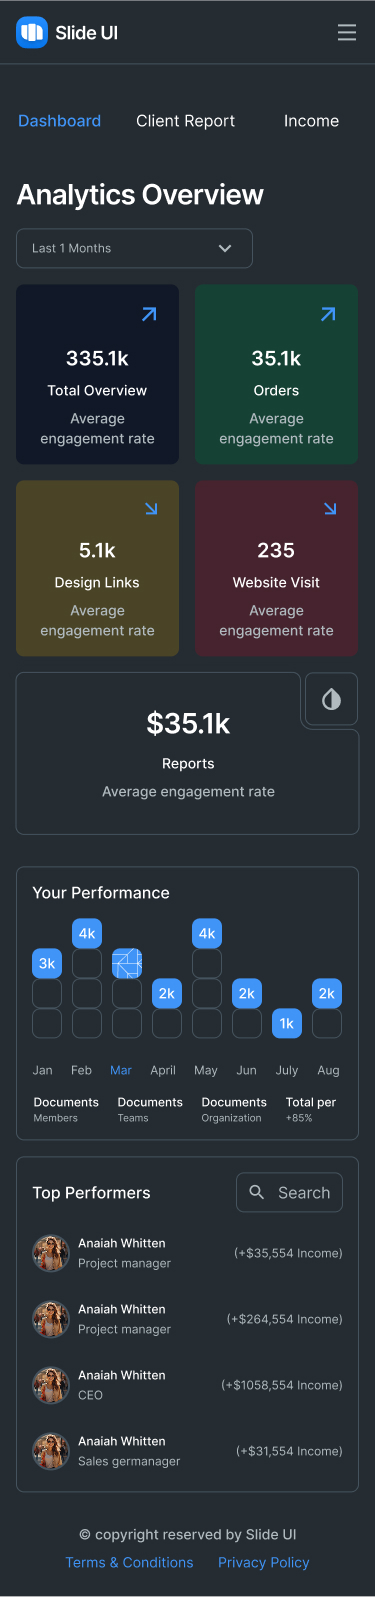 Slide UI
Dashboard Client Report Income
Analytics Overview
Last 1 Months
335.1k
Total Overview
Average
engagement rate
35.1k
Orders
Average
engagement rate
5.1k
Design Links
Average
engagement rate
235
Website Visit
Average
engagement rate
$35.1k
Reports
Average engagement rate
Your Performance
4k 4k
3k
2k 2k 2k
1k
Jan Feb Mar April May Jun July Aug
Documents Documents Documents Total per
Members Teams Organization +85%
Top Performers
Search
Anaiah Whitten
Project manager
(+$35,554 Income)
Anaiah Whitten
Project manager
(+$264,554 Income)
Anaiah Whitten
CEO
(+$1058,554 Income)
Anaiah Whitten
Sales germanager
(+$31,554 Income)
© copyright reserved by Slide UI
Terms & Conditions Privacy Policy